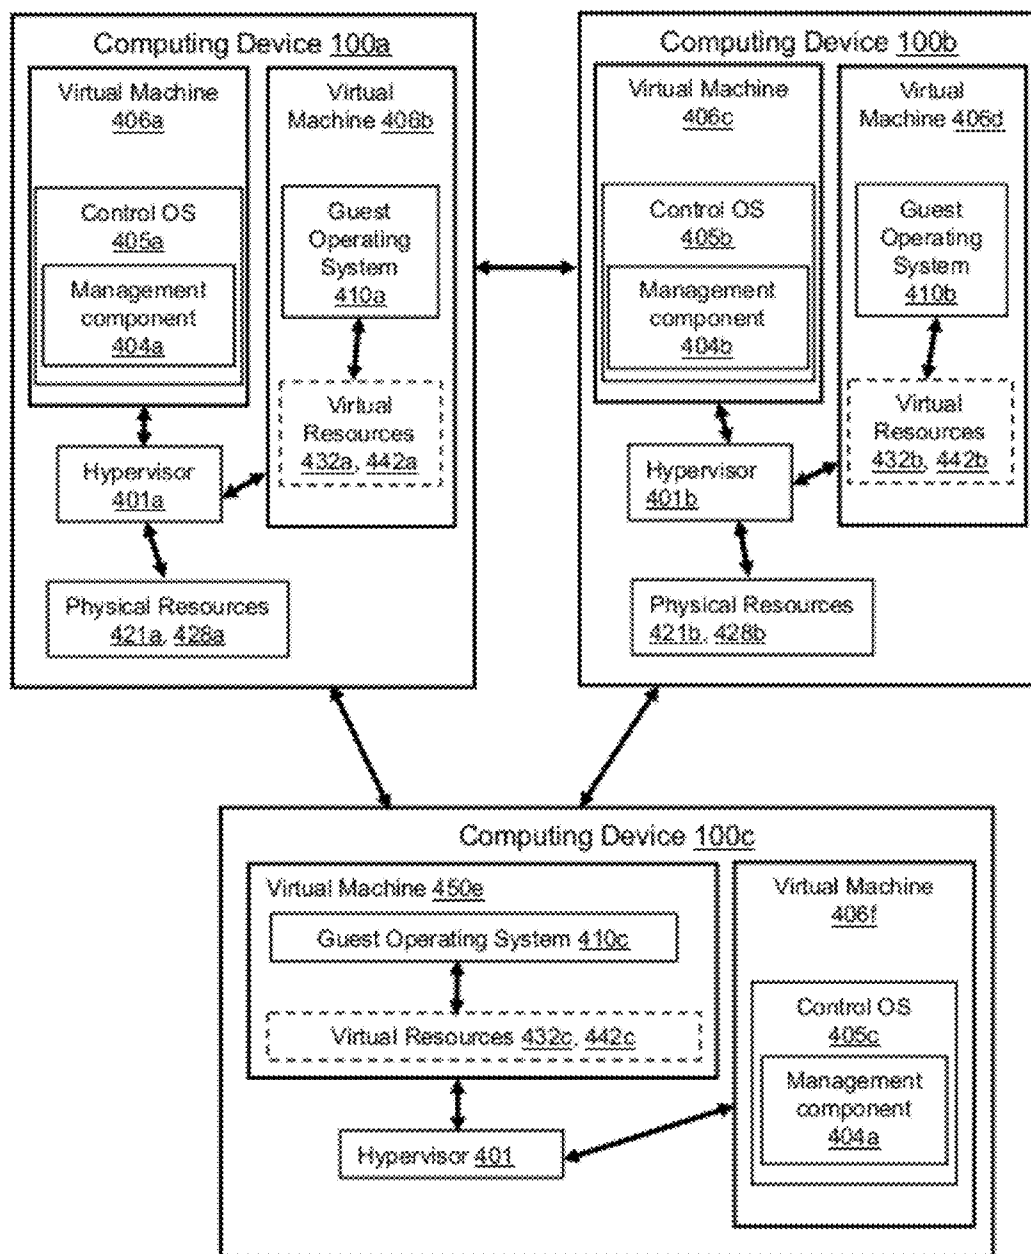 Computing Device 100a
Virtual Machine
406a
Control OS
405a
Management
component
404a
Virtual
Machine 406b
Guest
Operating
System
410a
Virtual
Resources
432a, 442a
Hypervisor
401a
Physical Resources
421a, 428a
Computing Device 100b
Virtual Machine
406c
Control OS
405b
Management
component
404b
Virtual
Machine 406d
Guest
Operating
System
410b
Virtual
Resources
432b, 442b
Hypervisor
401b
Physical Resources
421b, 428b
Computing Device 100c
Virtual Machine 450e
Guest Operating System 410c
Virtual Resources 432c, 442c
Hypervisor 401
Virtual Machine
406f
Control OS
405c
Management
component
404a